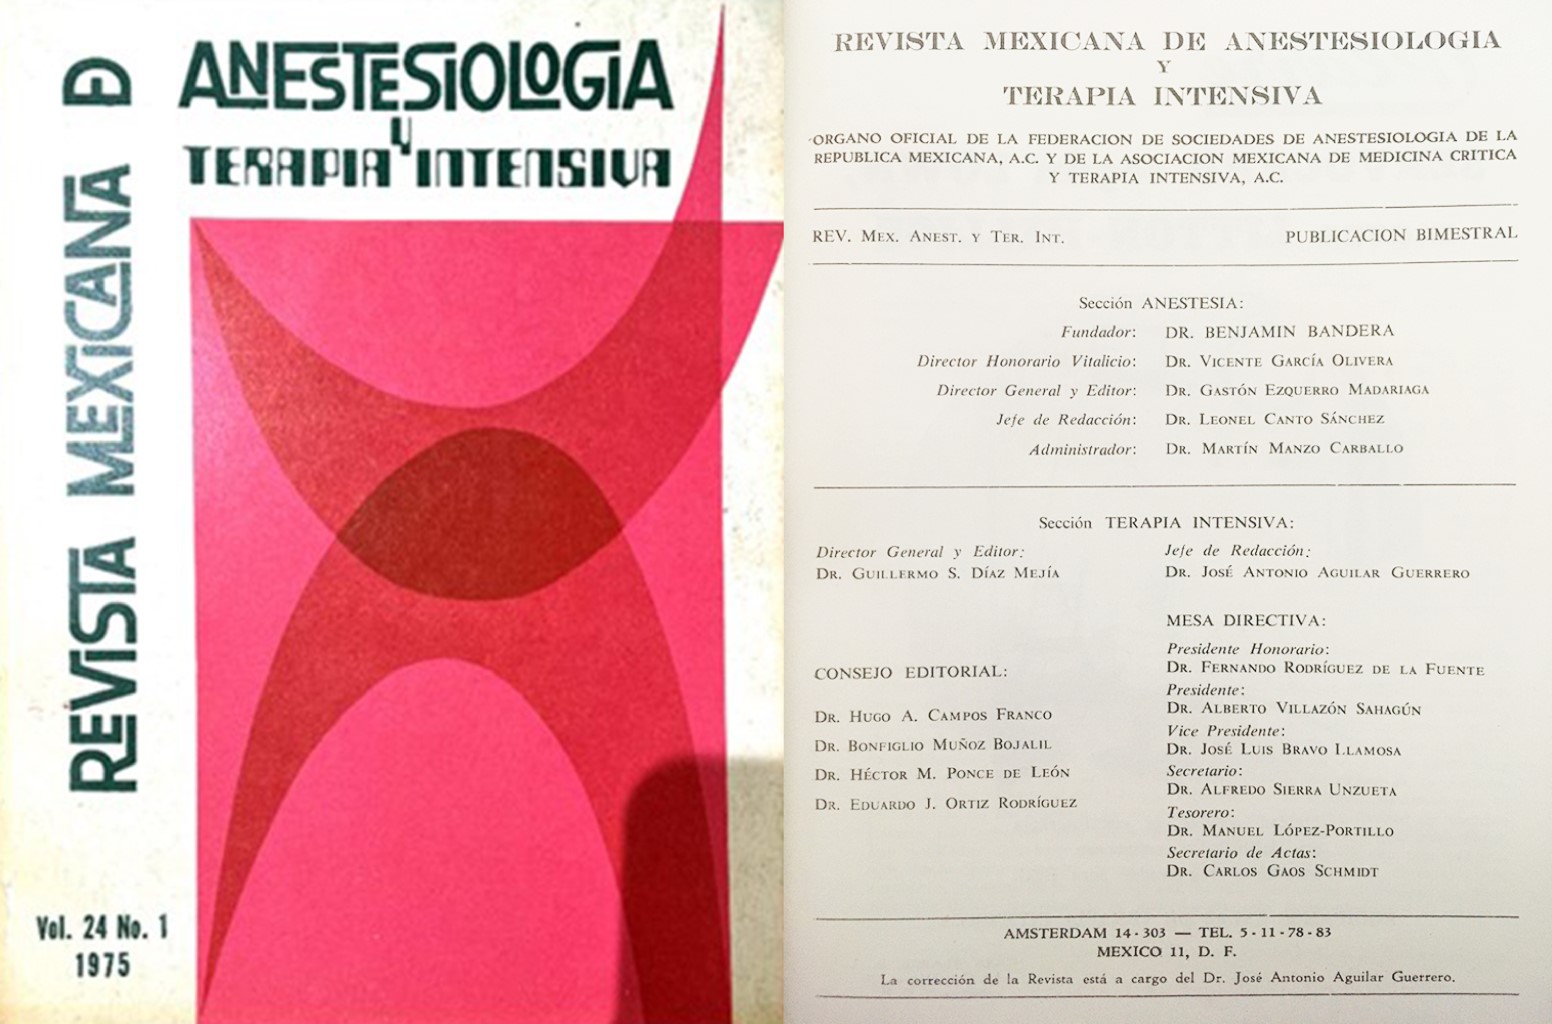 REVISTA MEXICANA DE
ANESTESIOLOGIA
Y
TERAPIA INTENSIVA
Vol. 24 No. 1
1975
REVISTA MEXICANA DE ANESTESIOLOGIA
Y
TERAPIA INTENSIVA
ORGANO OFICIAL DE LA FEDERACION DE SOCIEDADES DE ANESTESIOLOGIA DE LA
REPUBLICA MEXICANA, A.C. Y DE LA ASOCIACION MEXICANA DE MEDICINA CRITICA
Y TERAPIA INTENSIVA, A.C.
REV. MEX. ANEST. Y TER. INT. PUBLICACION BIMESTRAL
Sección ANESTESIA:
Fundador: DR. BENJAMIN BANDERA
Director Honorario Vitalicio: DR. VICENTE GARCÍA OLIVERA
Director General y Editor: DR. GASTÓN EZQUERRO MADARIAGA
Jefe de Redacción: DR. LEONEL CANTO SÁNCHEZ
Administrador: DR. MARTÍN MANZO CARBALLO
Sección TERAPIA INTENSIVA:
Director General y Editor:
DR. GUILLERMO S. DÍAZ MEJÍA
Jefe de Redacción:
DR. JOSÉ ANTONIO AGUILAR GUERRERO
CONSEJO EDITORIAL:
DR. HUGO A. CAMPOS FRANCO
DR. BONFIGLIO MUÑOZ BOJALIL
DR. HÉCTOR M. PONCE DE LEÓN
DR. EDUARDO J. ORTIZ RODRÍGUEZ
MESA DIRECTIVA:
Presidente Honorario:
DR. FERNANDO RODRÍGUEZ DE LA FUENTE
Presidente:
DR. ALBERTO VILLAZÓN SAHAGÚN
Vice Presidente:
DR. JOSÉ LUIS BRAVO LLAMOSA
Secretario:
DR. ALFREDO SIERRA UNZUETA
Tesorero:
DR. MANUEL LÓPEZ-PORTILLO
Secretario de Actas:
DR. CARLOS GAOS SCHMIDT
AMSTERDAM 14-303 — TEL. 5-11-78-83
MEXICO 11, D. F.
La corrección de la Revista está a cargo del Dr. José Antonio Aguilar Guerrero.